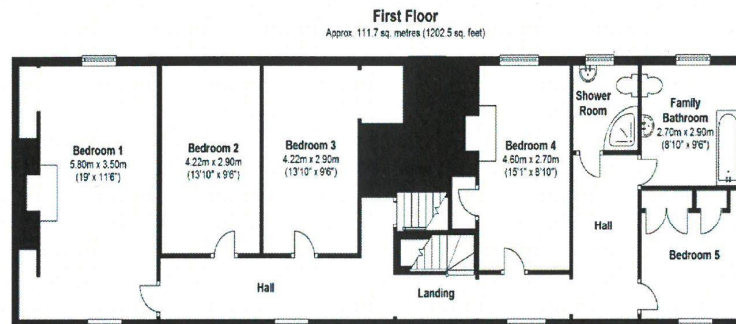 First Floor
Approx. 111.7 sq. metres (1202.5 sq. feet)
Bedroom 1
5.80m x 3.50m
(19' x 11'6")
Bedroom 2
4.22m x 2.90m
(13'10" x 9'6")
Bedroom 3
4.22m x 2.90m
(13'10" x 9'6")
Bedroom 4
4.60m x 2.70m
(15'1" x 8'10")
Shower
Room
Family
Bathroom
2.70m x 2.90m
(8'10" x 9'6")
Hall
Bedroom 5
Hall
Landing